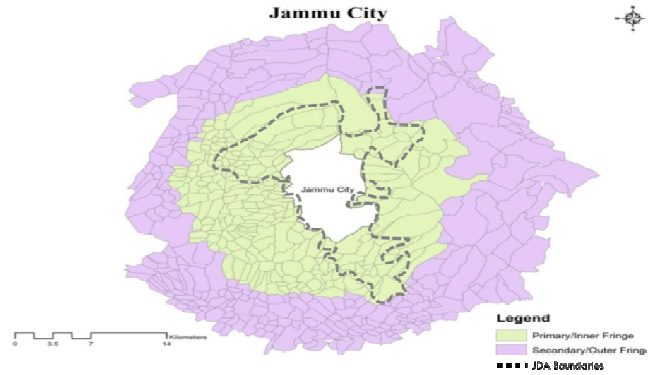 Jammu City
Jammu City
0 3.5 7 14
Kilometers
Legend
Primary/Inner Fringe
Secondary/Outer Fringe
JDA Boundaries